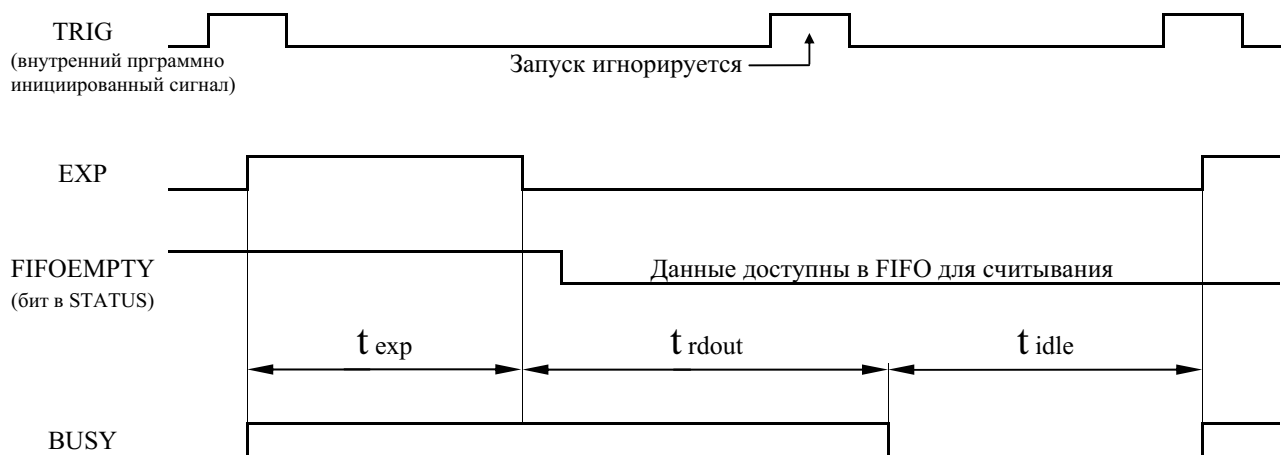 TRIG
(внутренний прграммно
инициированный сигнал)
Запуск игнорируется
EXP
FIFOEMPTY
(бит в STATUS)
Данные доступны в FIFO для считывания
t exp
t rdout
t idle
BUSY